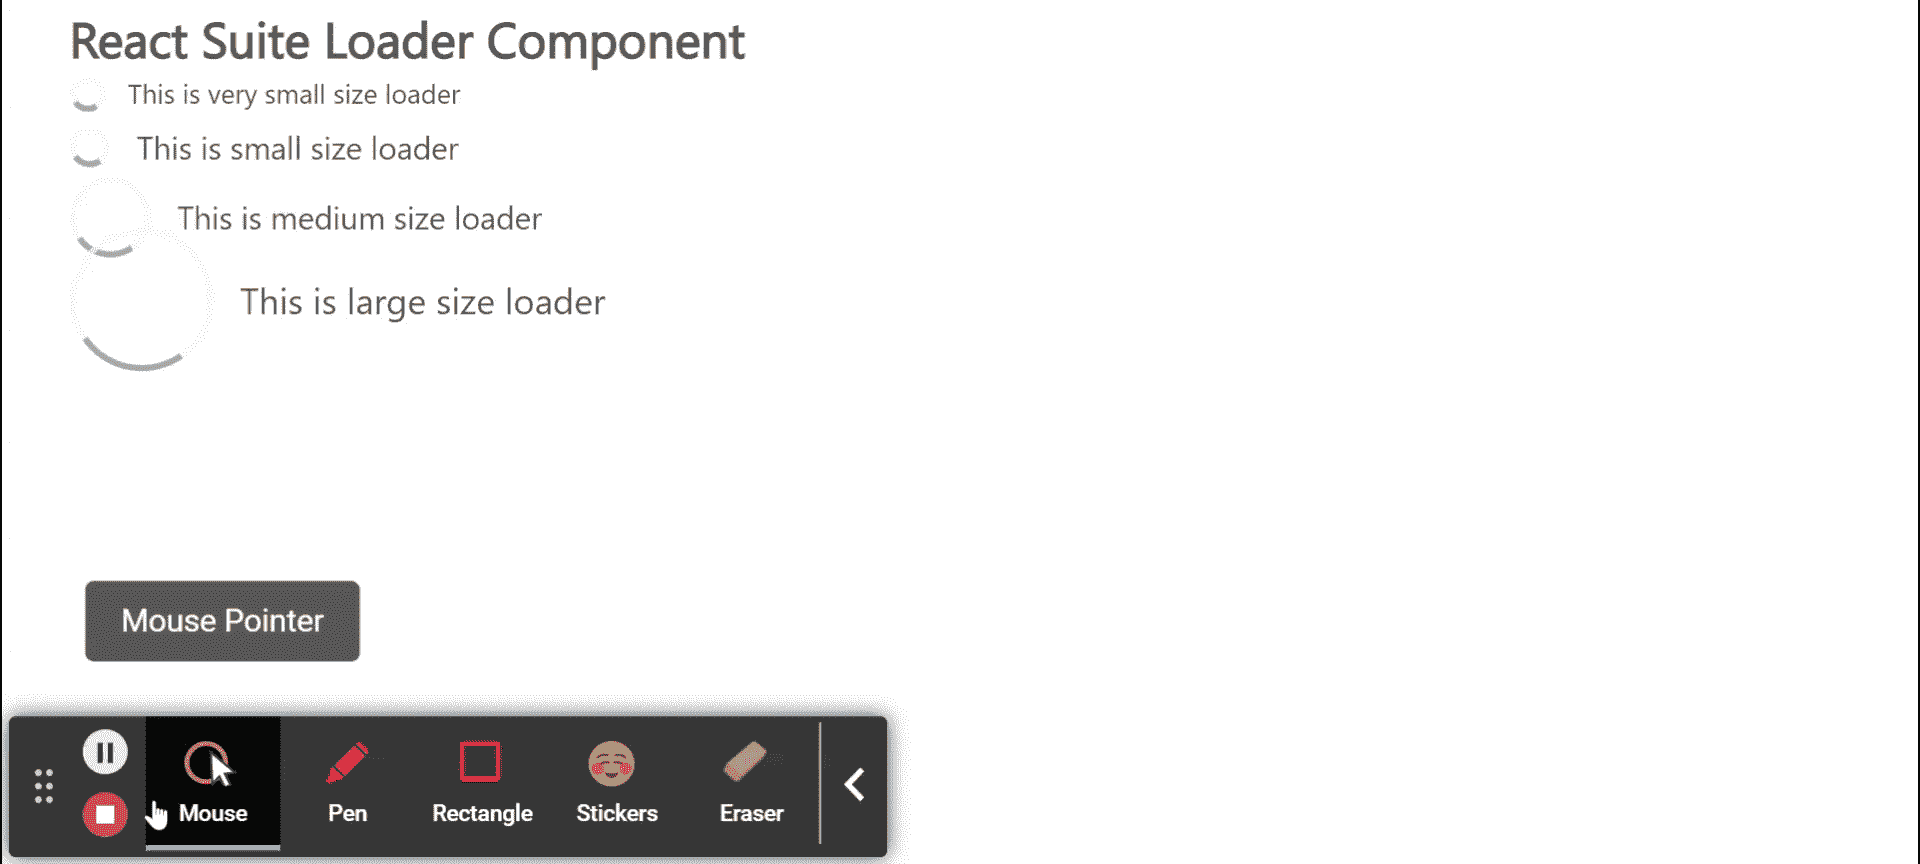 React Suite Loader Component
This is very small size loader
This is small size loader
This is medium size loader
This is large size loader
Mouse Pointer
Mouse Pen Rectangle Stickers Eraser